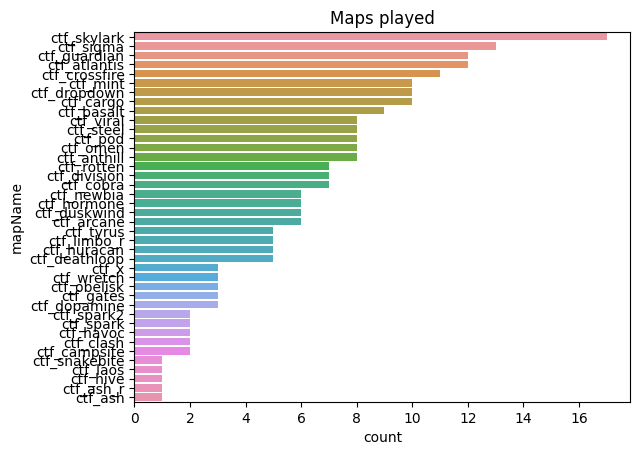 Maps played
ctf_skylark
ctf_sigma
ctf_guardian
ctf_atlantis
ctf_crossfire
ctf_mint
ctf_dropdown
ctf_cargo
ctf_basalt
ctf_viral
ctf_steel
ctf_pod
ctf_omen
ctf_anthill
ctf_rotten
ctf_division
ctf_cobra
ctf_newbia
ctf_hormone
ctf_duskwind
ctf_arcane
ctf_tyrus
ctf_limbo_r
ctf_huracan
ctf_deathloop
ctf_x
ctf_wretch
ctf_obelisk
ctf_gates
ctf_dopamine
ctf_spark2
ctf_spark
ctf_havoc
ctf_clash
ctf_campsite
ctf_snakebite
ctf_laos
ctf_hive
ctf_ash_r
ctf_ash
mapName
0 2 4 6 8 10 12 14 16
count